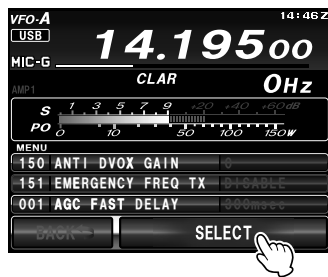 VFO-A 14:46Z
USB 14.19500
MIC-G
CLAR 0Hz
AMP1
S 1 3 5 7 9 +20 +40 +60dB
PO 0 10 50 100 150W
MENU
150 ANTI DVOX GAIN 0
151 EMERGENCY FREQ TX DISABLE
001 AGC FAST DELAY 300msec
BACK SELECT